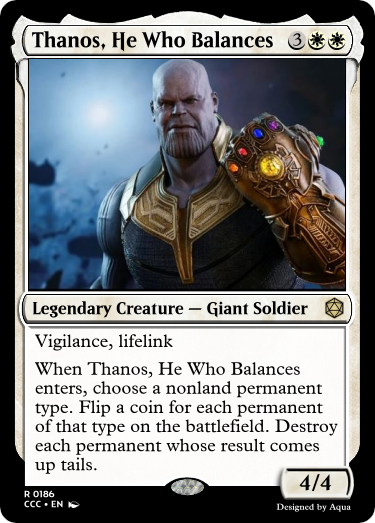 Thanos, He Who Balances 3
Legendary Creature — Giant Soldier
Vigilance, lifelink
When Thanos, He Who Balances
enters, choose a nonland permanent
type. Flip a coin for each permanent
of that type on the battlefield. Destroy
each permanent whose result comes
up tails.
4/4
R 0186
CCC • EN
Designed by Aqua